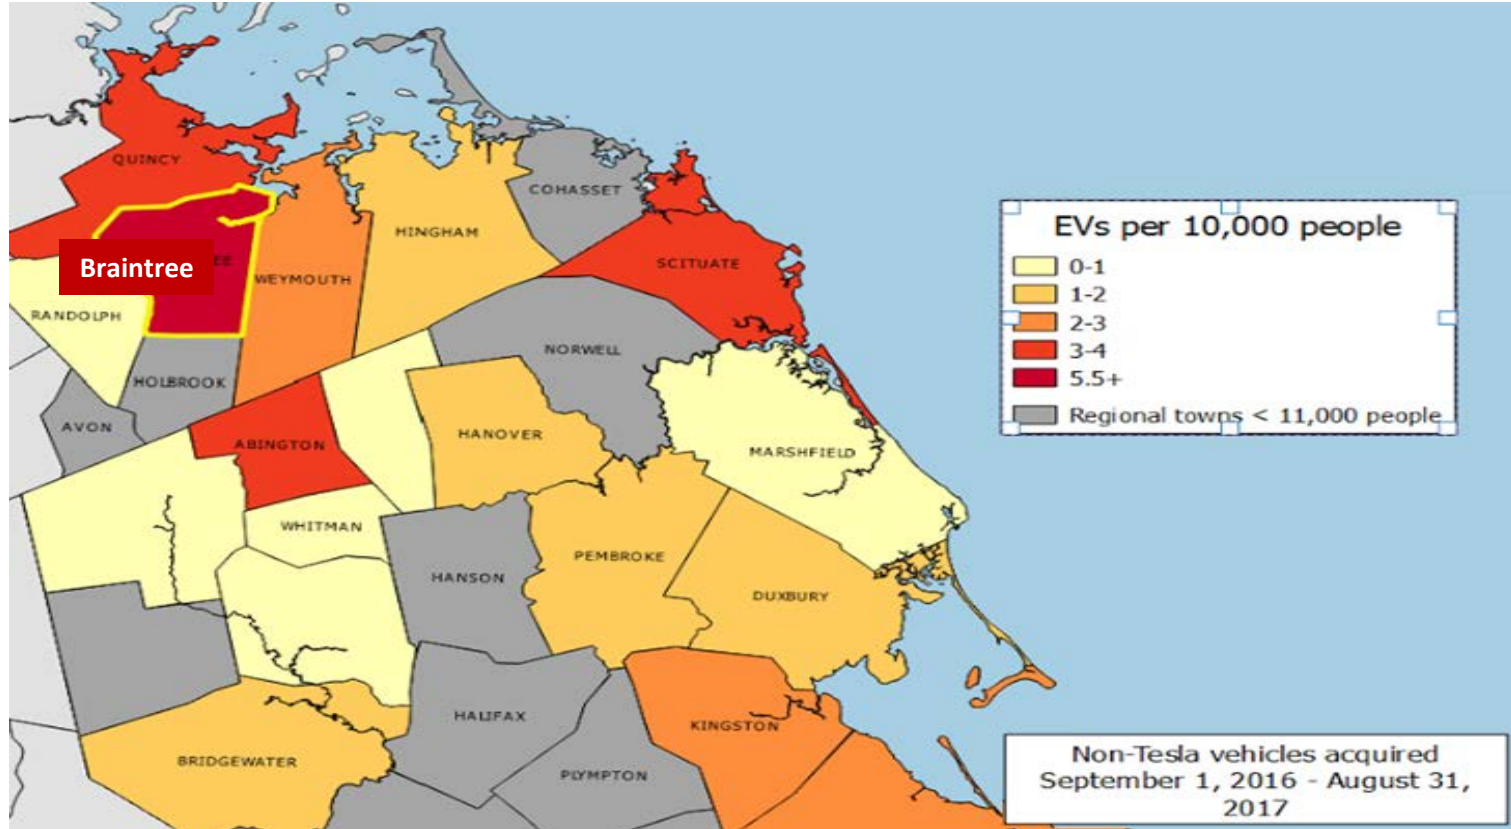 QUINCY
COHASSET
HINGHAM
SCITUATE
Braintree
EE
WEYMOUTH
RANDOLPH
NORWELL
HOLBROOK
AVON
ABINGTON
HANOVER
MARSHFIELD
WHITMAN
HANSON
PEMBROKE
DUXBURY
HALIFAX
KINGSTON
BRIDGEWATER
PLYMPTON
EVs per 10,000 people
0-1
1-2
2-3
3-4
5.5+
Regional towns < 11,000 people
Non-Tesla vehicles acquired
September 1, 2016 - August 31,
2017